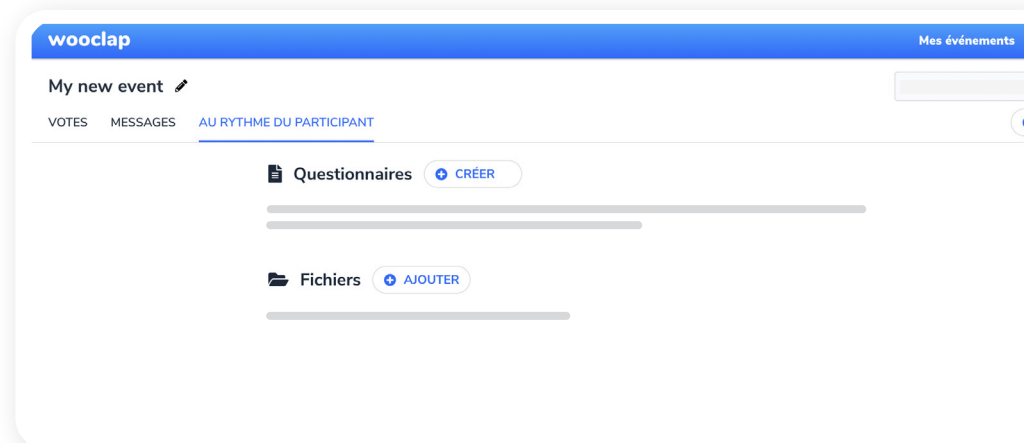 wooclap
Mes événements
My new event
VOTES MESSAGES AU RYTHME DU PARTICIPANT
Questionnaires CRÉER
Fichiers AJOUTER